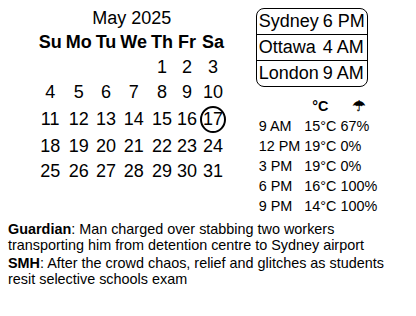 May 2025
Su Mo Tu We Th Fr Sa
1 2 3
4 5 6 7 8 9 10
11 12 13 14 15 16 17
18 19 20 21 22 23 24
25 26 27 28 29 30 31
Sydney 6 PM
Ottawa 4 AM
London 9 AM
°C ☂
9 AM 15°C 67%
12 PM 19°C 0%
3 PM 19°C 0%
6 PM 16°C 100%
9 PM 14°C 100%
Guardian: Man charged over stabbing two workers
transporting him from detention centre to Sydney airport
SMH: After the crowd chaos, relief and glitches as students
resit selective schools exam